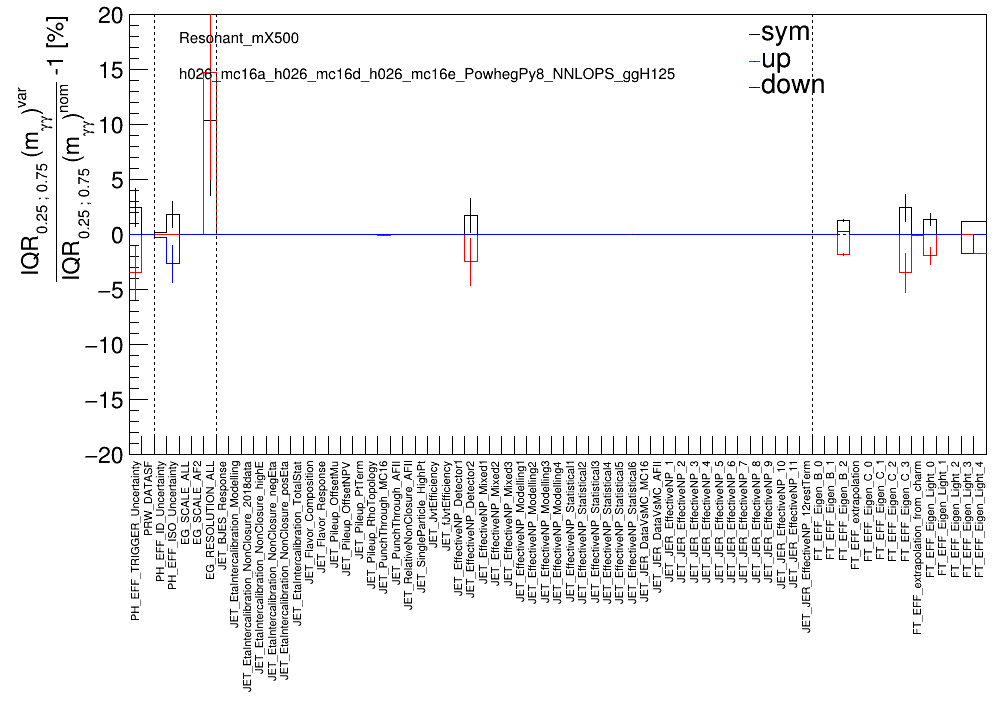 IQR0.25 ; 0.75 (mγγ)var
IQR0.25 ; 0.75 (mγγ)nom -1 [%]
20
15
10
5
0
−5
−10
−15
−20
Resonant_mX500
h026_mc16a_h026_mc16d_h026_mc16e_PowhegPy8_NNLOPS_ggH125
sym
up
down
PH_EFF_TRIGGER_Uncertainty
PRW_DATASF
PH_EFF_ID_Uncertainty
PH_EFF_ISO_Uncertainty
EG_SCALE_ALL
EG_SCALE_AF2
EG_RESOLUTION_ALL
JET_BJES_Response
JET_EtaIntercalibration_Modelling
JET_EtaIntercalibration_NonClosure_2018data
JET_EtaIntercalibration_NonClosure_highE
JET_EtaIntercalibration_NonClosure_negEta
JET_EtaIntercalibration_NonClosure_posEta
JET_EtaIntercalibration_TotalStat
JET_Flavor_Composition
JET_Flavor_Response
JET_Pileup_OffsetMu
JET_Pileup_OffsetNPV
JET_Pileup_PtTerm
JET_Pileup_RhoTopology
JET_PunchThrough_MC16
JET_PunchThrough_AFII
JET_RelativeNonClosure_AFII
JET_SingleParticle_HighPt
JET_JvtEfficiency
JET_fJvtEfficiency
JET_EffectiveNP_Detector1
JET_EffectiveNP_Detector2
JET_EffectiveNP_Mixed1
JET_EffectiveNP_Mixed2
JET_EffectiveNP_Mixed3
JET_EffectiveNP_Modelling1
JET_EffectiveNP_Modelling2
JET_EffectiveNP_Modelling3
JET_EffectiveNP_Modelling4
JET_EffectiveNP_Statistical1
JET_EffectiveNP_Statistical2
JET_EffectiveNP_Statistical3
JET_EffectiveNP_Statistical4
JET_EffectiveNP_Statistical5
JET_EffectiveNP_Statistical6
JET_JER_DataVsMC_MC16
JET_JER_DataVsMC_AFII
JET_JER_EffectiveNP_1
JET_JER_EffectiveNP_2
JET_JER_EffectiveNP_3
JET_JER_EffectiveNP_4
JET_JER_EffectiveNP_5
JET_JER_EffectiveNP_6
JET_JER_EffectiveNP_7
JET_JER_EffectiveNP_8
JET_JER_EffectiveNP_9
JET_JER_EffectiveNP_10
JET_JER_EffectiveNP_11
JET_JER_EffectiveNP_12restTerm
FT_EFF_Eigen_B_0
FT_EFF_Eigen_B_1
FT_EFF_Eigen_B_2
FT_EFF_extrapolation
FT_EFF_Eigen_C_0
FT_EFF_Eigen_C_1
FT_EFF_Eigen_C_2
FT_EFF_Eigen_C_3
FT_EFF_extrapolation_from_charm
FT_EFF_Eigen_Light_0
FT_EFF_Eigen_Light_1
FT_EFF_Eigen_Light_2
FT_EFF_Eigen_Light_3
FT_EFF_Eigen_Light_4